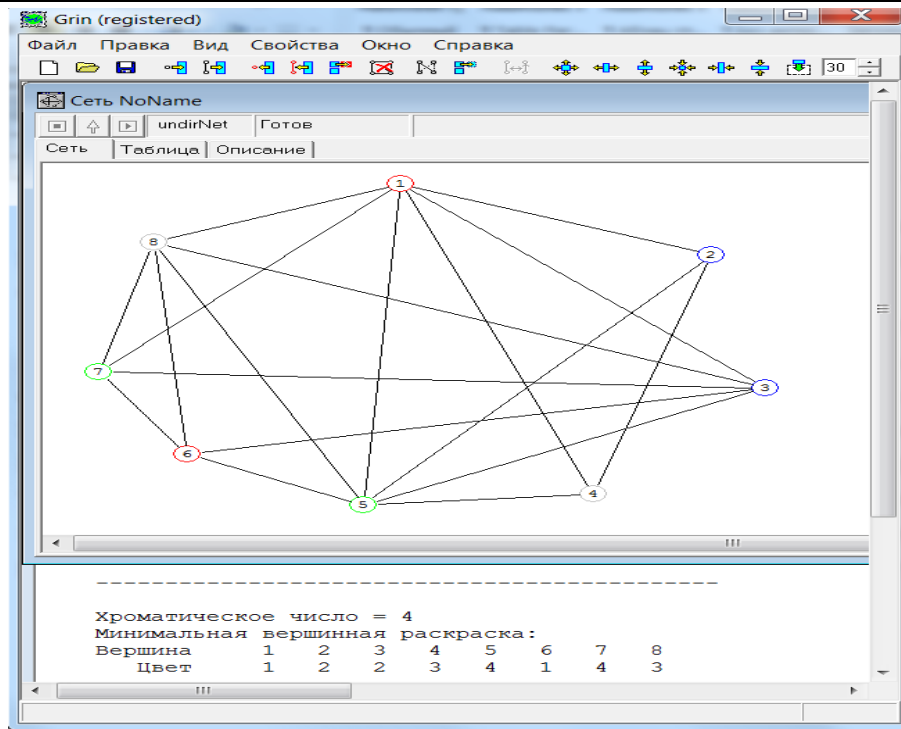 Grin (registered)
Файл Правка Вид Свойства Окно Справка
30
Сеть NoName
undirNet Готов
Сеть Таблица Описание
1
8
2
7
3
6
4
5
------------------------------------------------
Хроматическое число = 4
Минимальная вершинная раскраска:
Вершина 1 2 3 4 5 6 7 8
Цвет 1 2 2 3 4 1 4 3